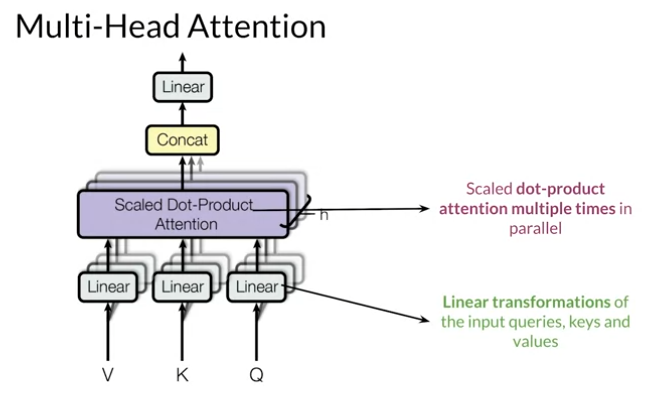 Multi-Head Attention
Linear
Concat
Scaled Dot-Product
Attention
h
Linear Linear Linear
V K Q
Scaled dot-product
attention multiple times in
parallel
Linear transformations of
the input queries, keys and
values